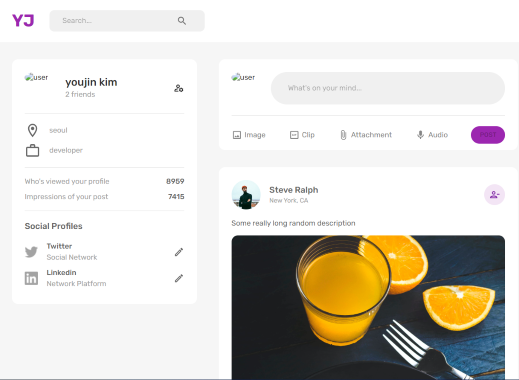 YJ
Search...
user
youjin kim
2 friends
seoul
developer
Who's viewed your profile 8959
Impressions of your post 7415
Social Profiles
Twitter
Social Network
Linkedin
Network Platform
user
What's on your mind...
Image Clip Attachment Audio POST
Steve Ralph
New York, CA
Some really long random description